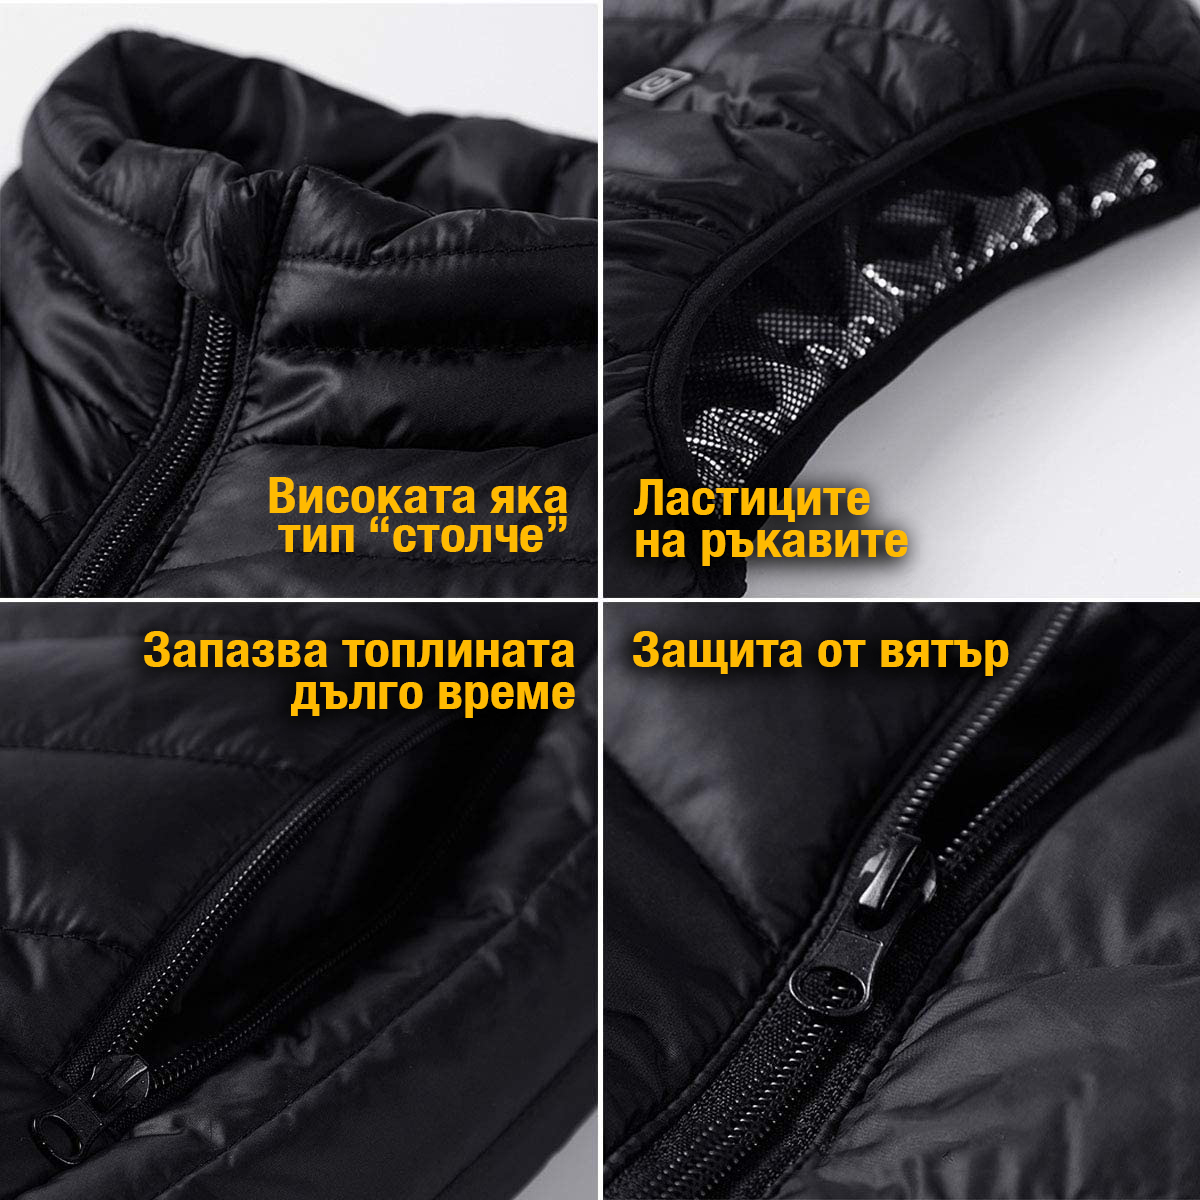 Високата яка
тип “столче”
Ластиците
на ръкавите
Запазва топлината
дълго време
Защита от вятър